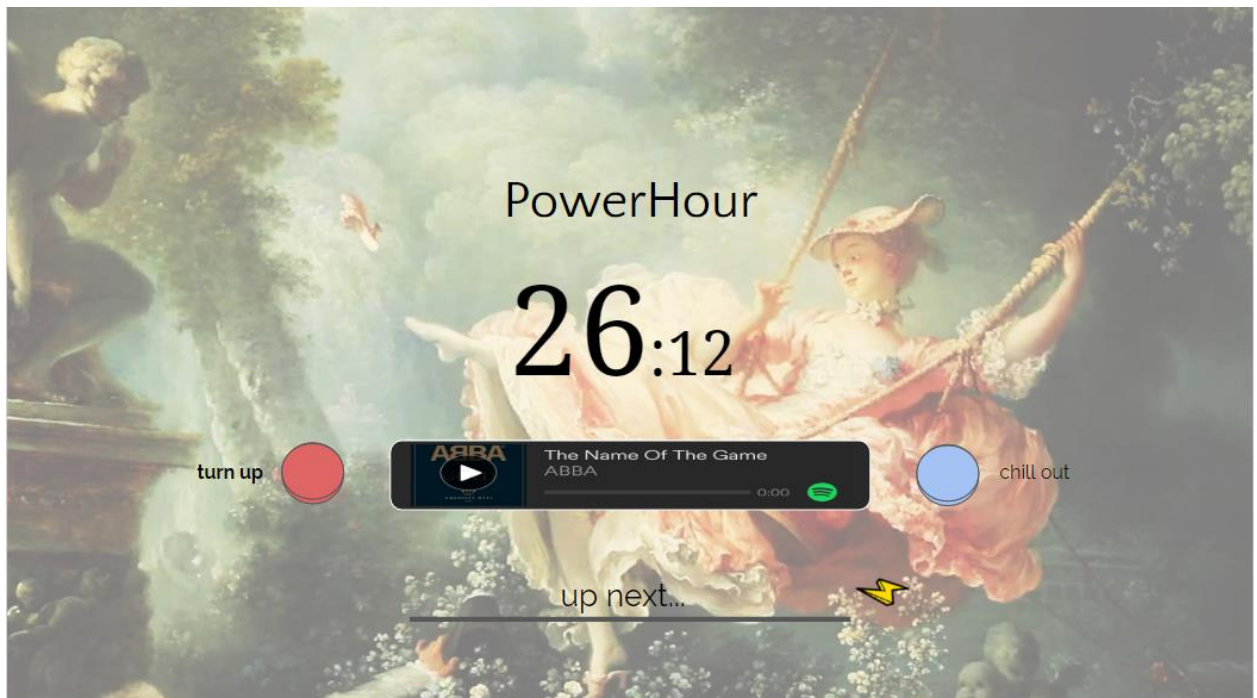 PowerHour
26:12
turn up
ABBA
The Name Of The Game
ABBA
0:00
chill out
up next...